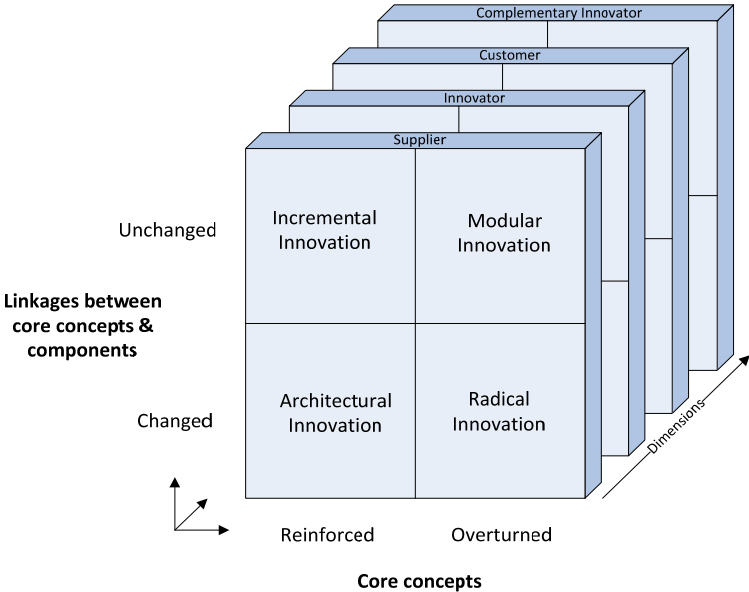 Complementary Innovator
Customer
Innovator
Supplier
Unchanged
Incremental
Innovation
Modular
Innovation
Linkages between
core concepts &
components
Changed
Architectural
Innovation
Radical
Innovation
Dimensions
Reinforced
Overturned
Core concepts